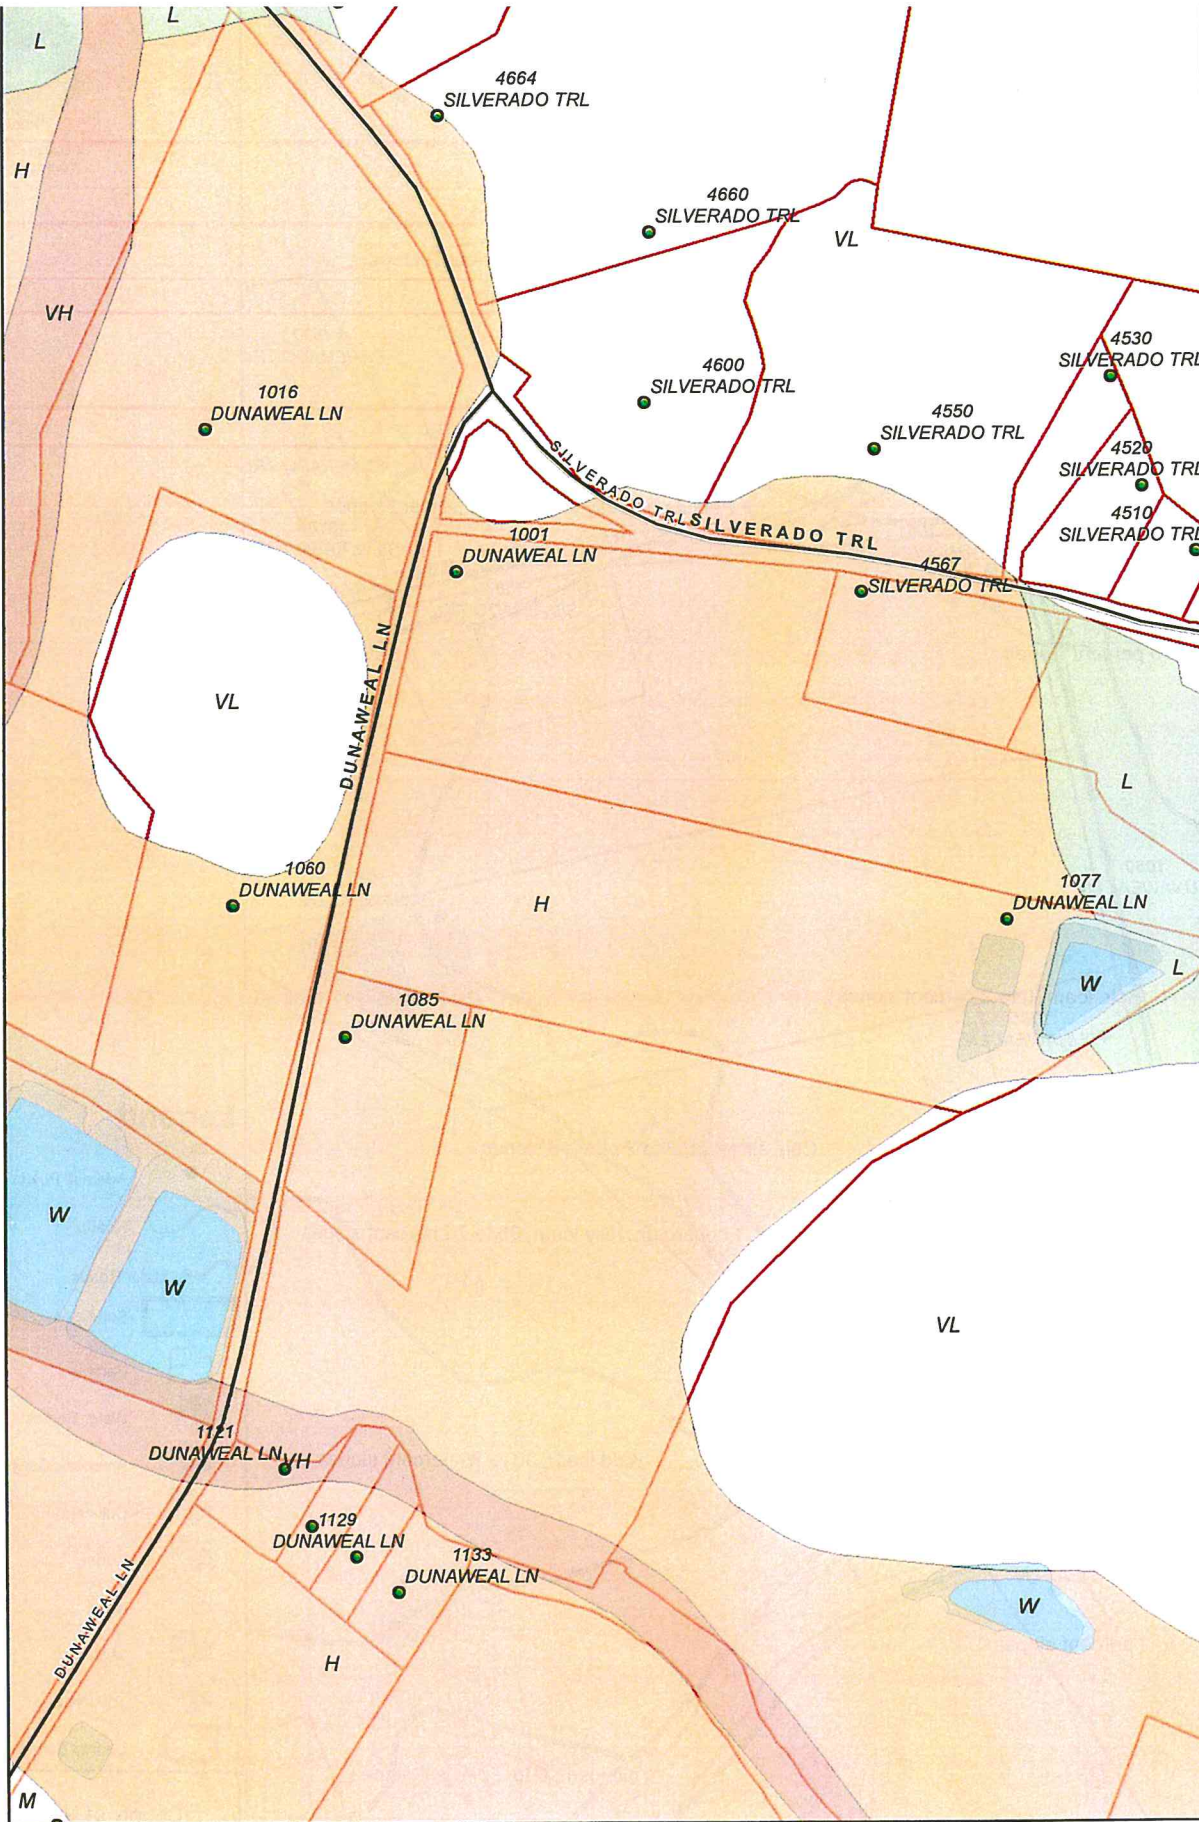 L
L
4664
SILVERADO TRL
H
4660
SILVERADO TRL
VL
VH
4530
SILVERADO TRL
4600
SILVERADO TRL
1016
DUNAWEAL LN
4550
SILVERADO TRL
4520
SILVERADO TRL
SILVERADO TRL
SILVERADO TRL
4510
SILVERADO TRL
1001
DUNAWEAL LN
4567
SILVERADO TRL
DUNAWEAL LN
VL
L
1060
DUNAWEAL LN
H
1077
DUNAWEAL LN
L
W
1085
DUNAWEAL LN
W
W
VL
1121
DUNAWEAL LN
VH
1129
DUNAWEAL LN
1133
DUNAWEAL LN
W
DUNAWEAL LN
H
M